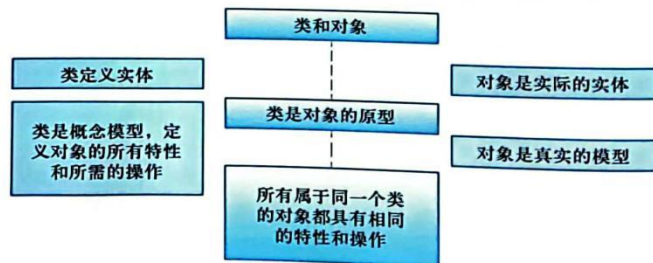 类和对象
类定义实体
类是概念模型，定
义对象的所有特性
和所需的操作
类是对象的原型
所有属于同一个类
的对象都具有相同
的特性和操作
对象是实际的实体
对象是真实的模型